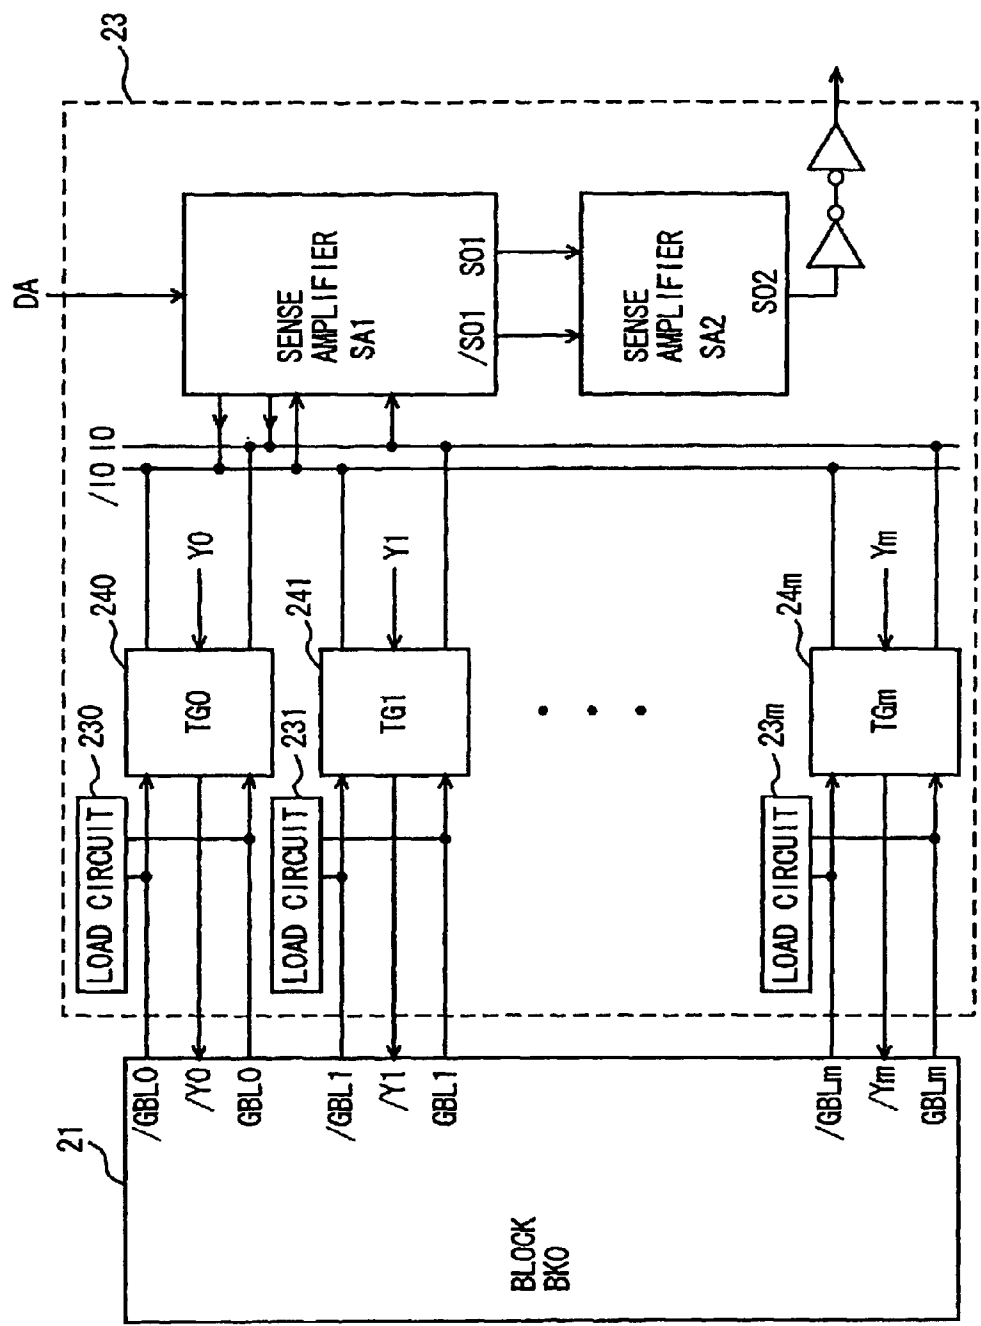 23
DA
SENSE
AMPLIFIER
SA1
/SO1
SO1
SENSE
AMPLIFIER
SA2
SO2
/IO
IO
240
Y0
TG0
230
LOAD CIRCUIT
241
Y1
TG1
231
LOAD CIRCUIT
24m
Ym
TGm
23m
LOAD CIRCUIT
21
/GBL0
/Y0
GBL0
/GBL1
/Y1
GBL1
/GBLm
/Ym
GBLm
BLOCK
BK0